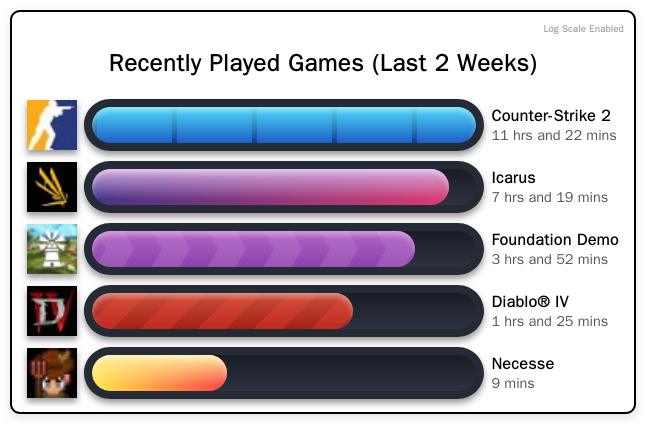 Log Scale Enabled
Recently Played Games (Last 2 Weeks)
Counter-Strike 2
11 hrs and 22 mins
Icarus
7 hrs and 19 mins
Foundation Demo
3 hrs and 52 mins
Diablo® IV
1 hrs and 25 mins
Necesse
9 mins